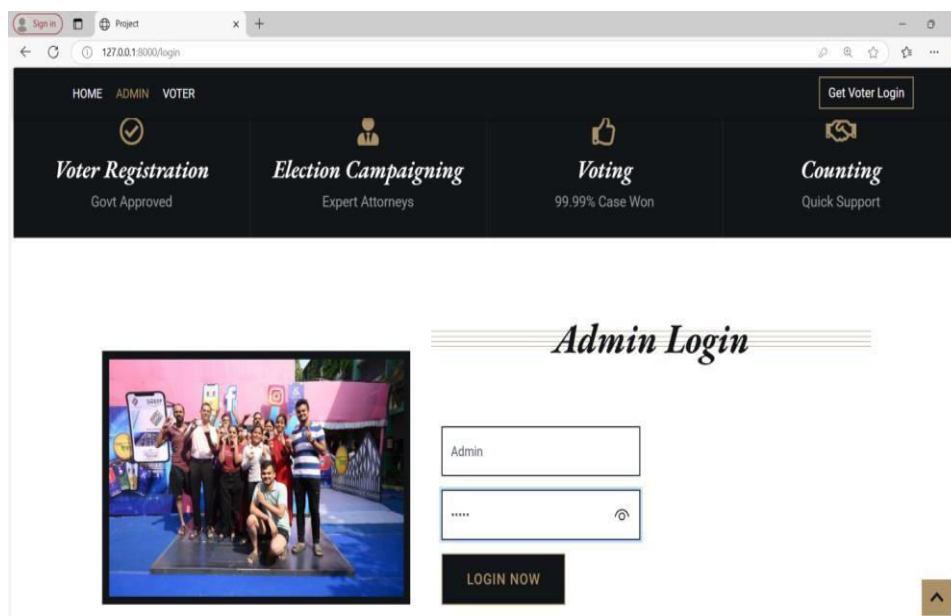 Sign in
Project
127.0.0.1:8000/login
HOME ADMIN VOTER
Get Voter Login
Voter Registration
Election Campaigning
Voting
Counting
Govt Approved
Expert Attorneys
99.99% Case Won
Quick Support
Admin Login
Admin
•••••
LOGIN NOW